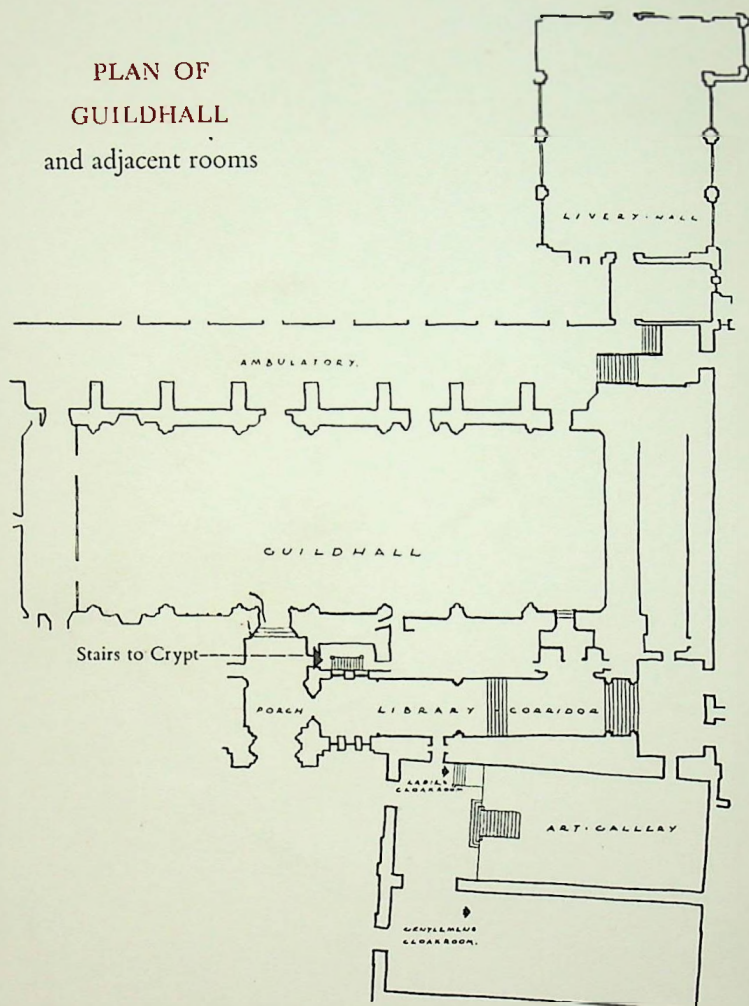 PLAN OF
GUILDHALL
and adjacent rooms
LIVERY·HALL
AMBULATORY.
GUILDHALL
Stairs to Crypt
PORCH
LIBRARY·CORRIDOR
LADIES
CLOAKROOM
ART·GALLERY
GENTLEMENS
CLOAKROOM.